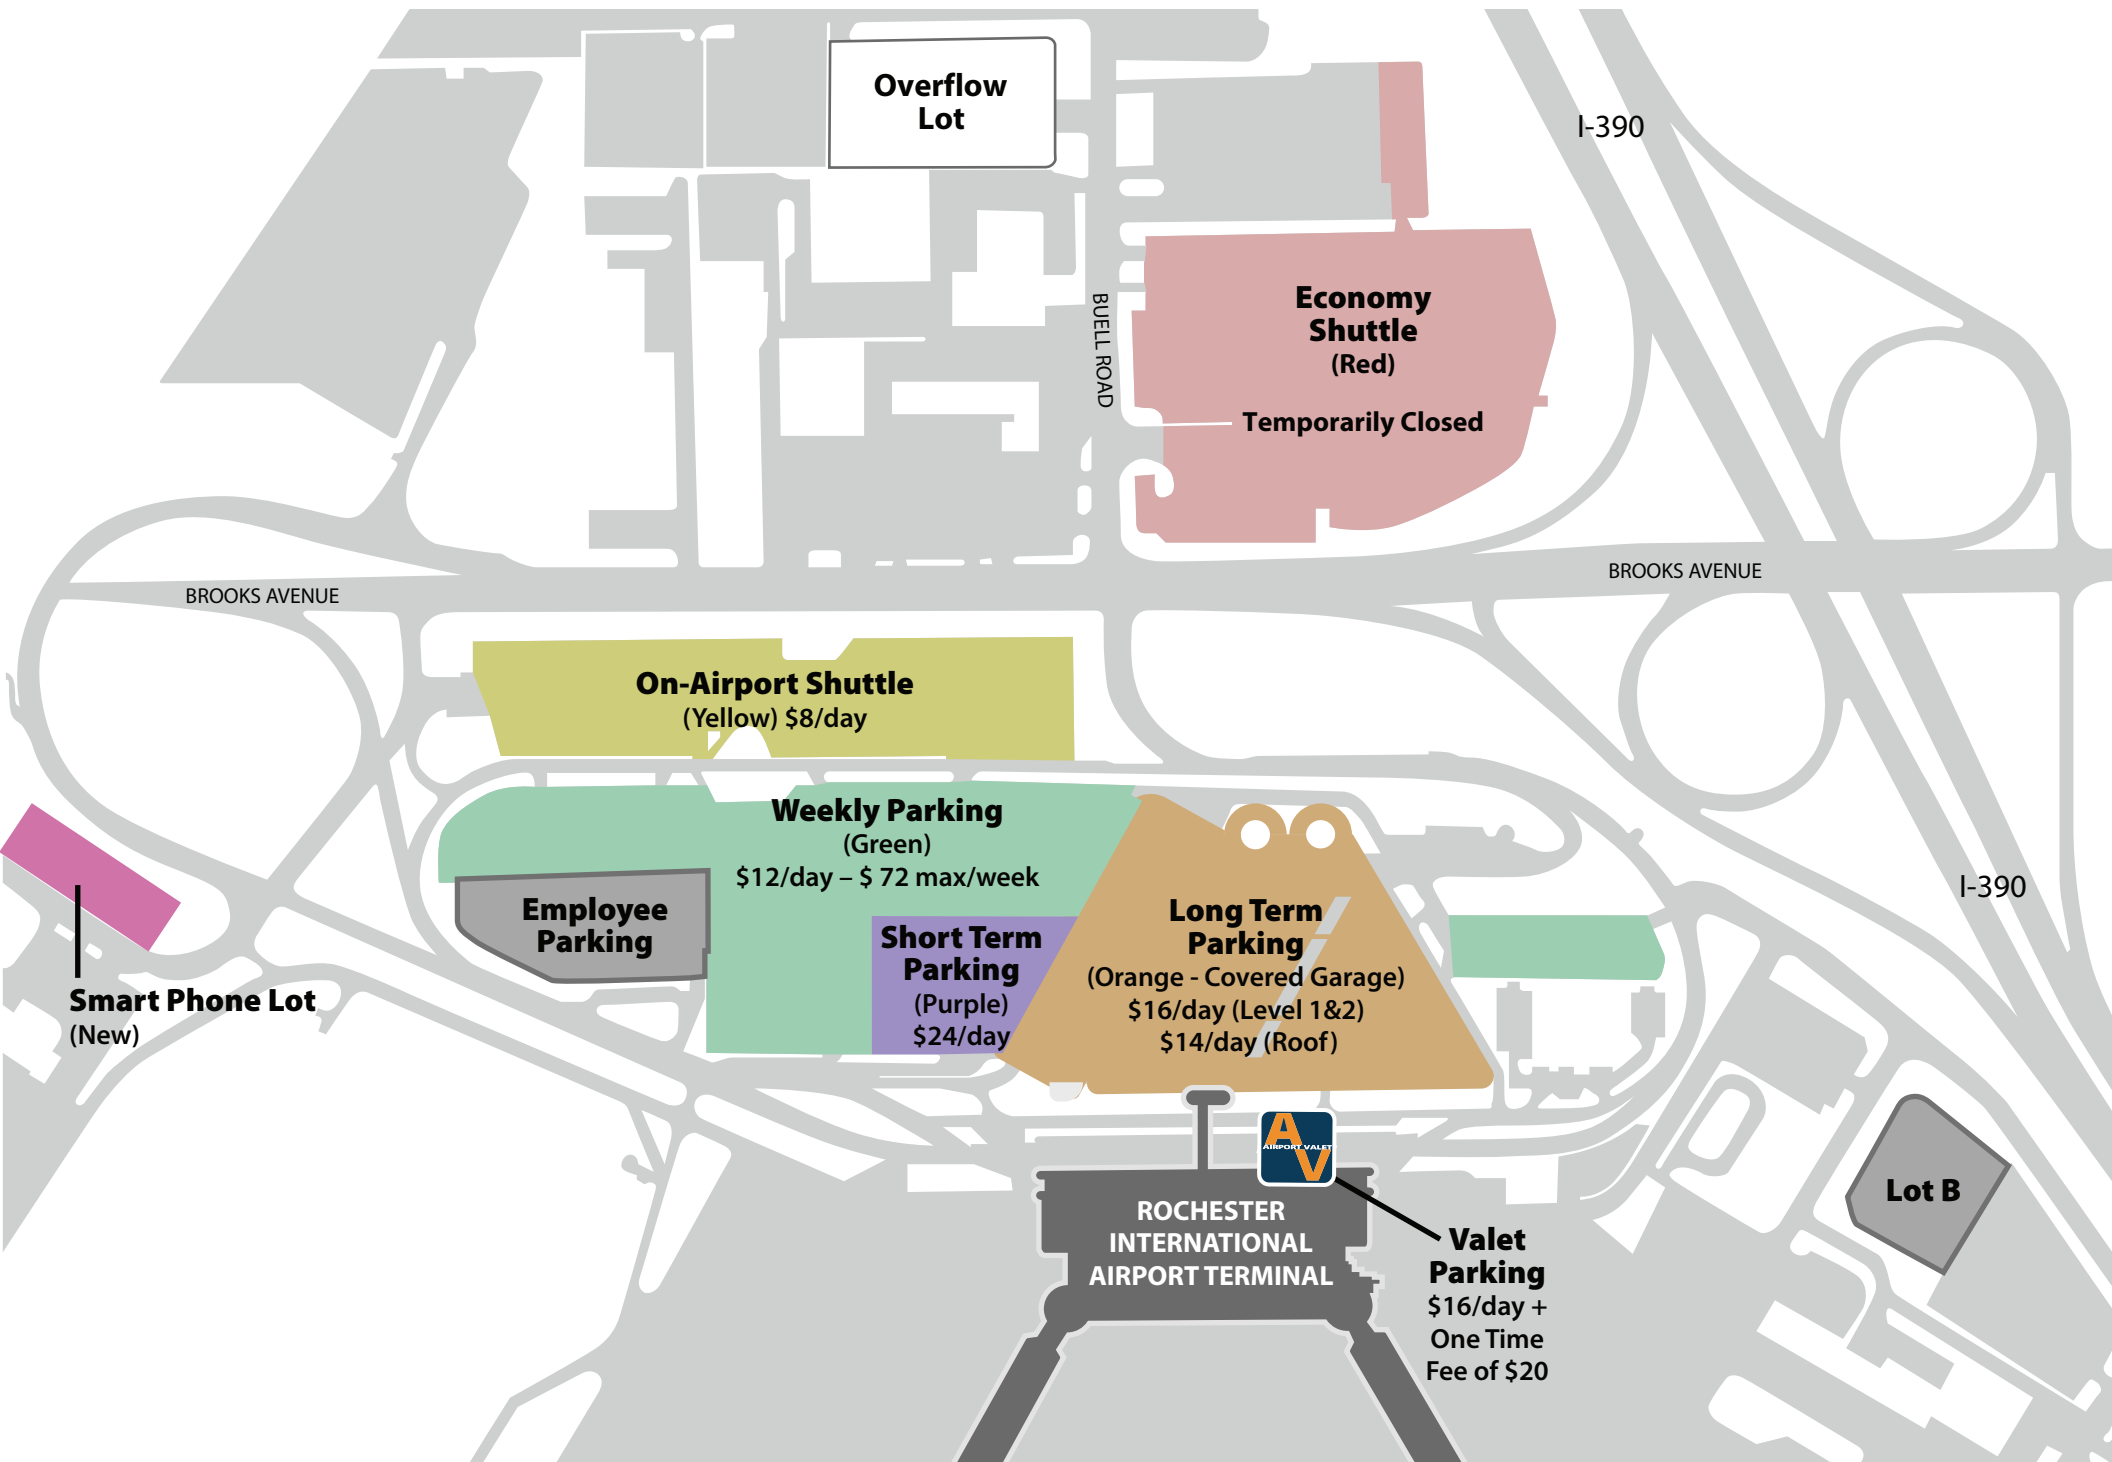 Overflow
Lot
I-390
Economy
Shuttle
(Red)
Temporarily Closed
BUELL ROAD
BROOKS AVENUE
BROOKS AVENUE
On-Airport Shuttle
(Yellow) $8/day
Weekly Parking
(Green)
$12/day – $ 72 max/week
Employee
Parking
Short Term
Parking
(Purple)
$24/day
Long Term
Parking
(Orange - Covered Garage)
$16/day (Level 1&2)
$14/day (Roof)
I-390
Smart Phone Lot
(New)
A
AIRPORT VALET
V
ROCHESTER
INTERNATIONAL
AIRPORT TERMINAL
Valet
Parking
$16/day +
One Time
Fee of $20
Lot B